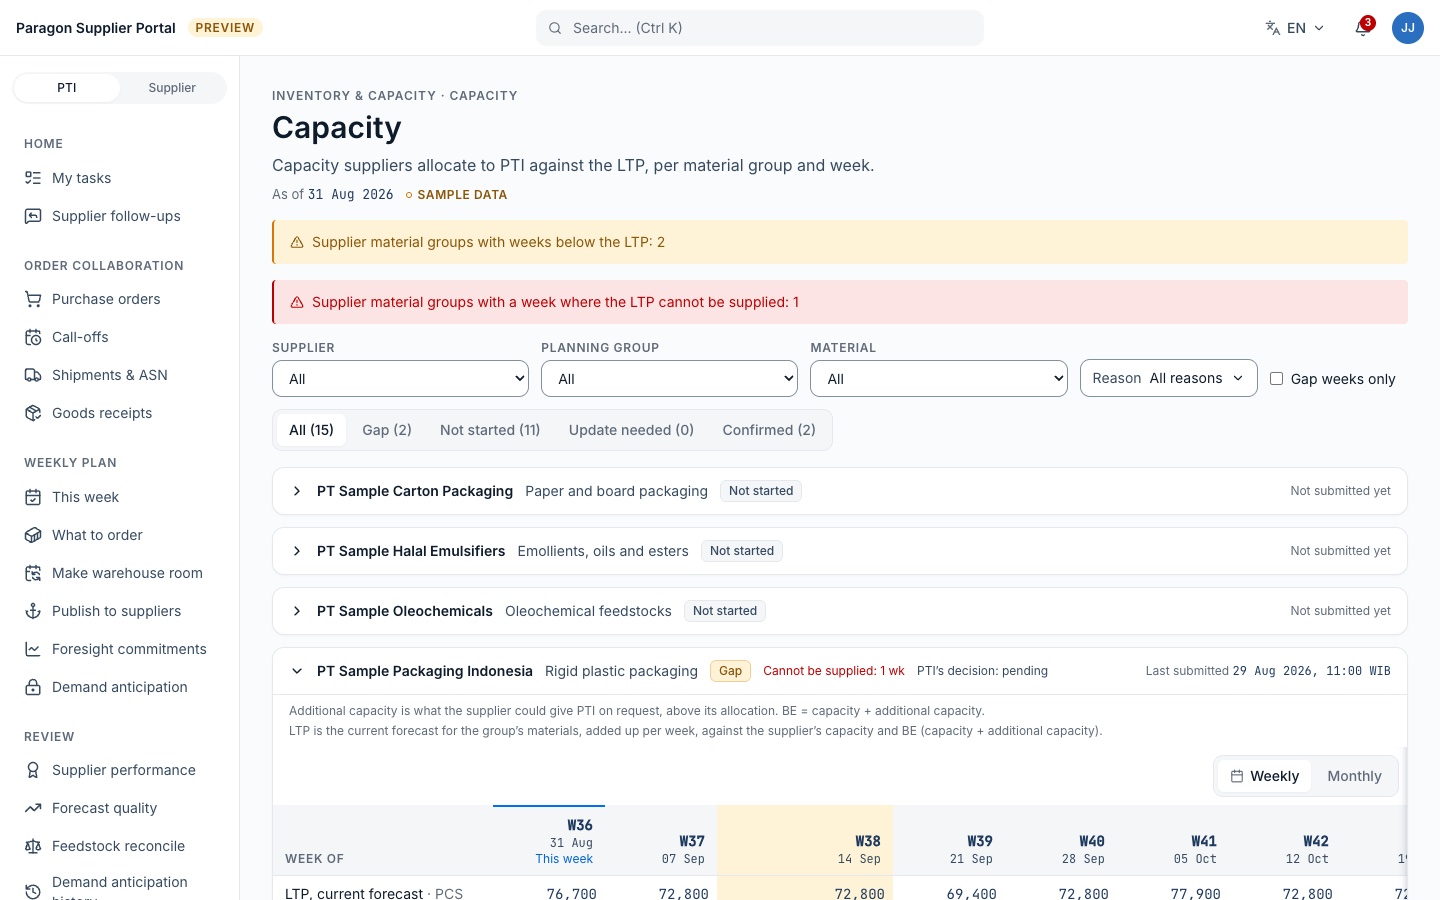 Paragon Supplier Portal PREVIEW
Search... (Ctrl K)
EN
3
JJ
PTI Supplier
HOME
My tasks
Supplier follow-ups
ORDER COLLABORATION
Purchase orders
Call-offs
Shipments & ASN
Goods receipts
WEEKLY PLAN
This week
What to order
Make warehouse room
Publish to suppliers
Foresight commitments
Demand anticipation
REVIEW
Supplier performance
Forecast quality
Feedstock reconcile
Demand anticipation
history
INVENTORY & CAPACITY · CAPACITY
Capacity
Capacity suppliers allocate to PTI against the LTP, per material group and week.
As of 31 Aug 2026 SAMPLE DATA
Supplier material groups with weeks below the LTP: 2
Supplier material groups with a week where the LTP cannot be supplied: 1
SUPPLIER PLANNING GROUP MATERIAL
All All All Reason All reasons Gap weeks only
All (15) Gap (2) Not started (11) Update needed (0) Confirmed (2)
PT Sample Carton Packaging Paper and board packaging Not started Not submitted yet
PT Sample Halal Emulsifiers Emollients, oils and esters Not started Not submitted yet
PT Sample Oleochemicals Oleochemical feedstocks Not started Not submitted yet
PT Sample Packaging Indonesia Rigid plastic packaging Gap Cannot be supplied: 1 wk PTI's decision: pending Last submitted 29 Aug 2026, 11:00 WIB
Additional capacity is what the supplier could give PTI on request, above its allocation. BE = capacity + additional capacity.
LTP is the current forecast for the group's materials, added up per week, against the supplier's capacity and BE (capacity + additional capacity).
Weekly Monthly
W36 W37 W38 W39 W40 W41 W42
31 Aug 07 Sep 14 Sep 21 Sep 28 Sep 05 Oct 12 Oct
WEEK OF This week
LTP, current forecast · PCS 76,700 72,800 72,800 69,400 72,800 77,900 72,800